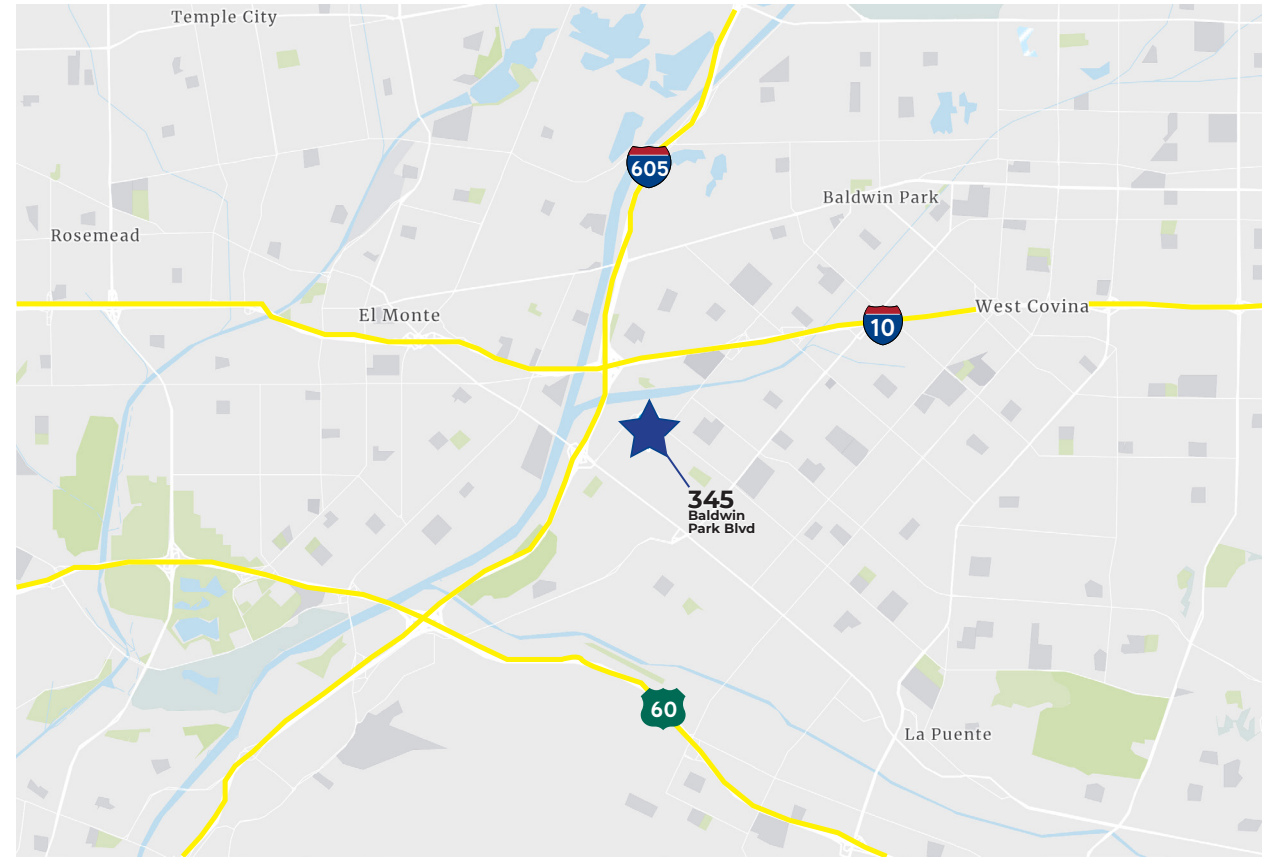 Temple City
605
Baldwin Park
Rosemead
West Covina
El Monte
10
345
Baldwin
Park Blvd
60
La Puente